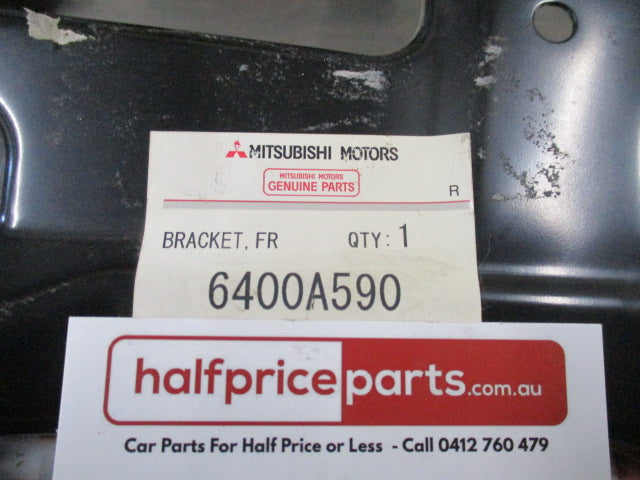 MITSUBISHI MOTORS
MITSUBISHI MOTORS
GENUINE PARTS
R
BRACKET, FR QTY: 1
6400A590
halfpriceparts.com.au
Car Parts For Half Price or Less - Call 0412 760 479